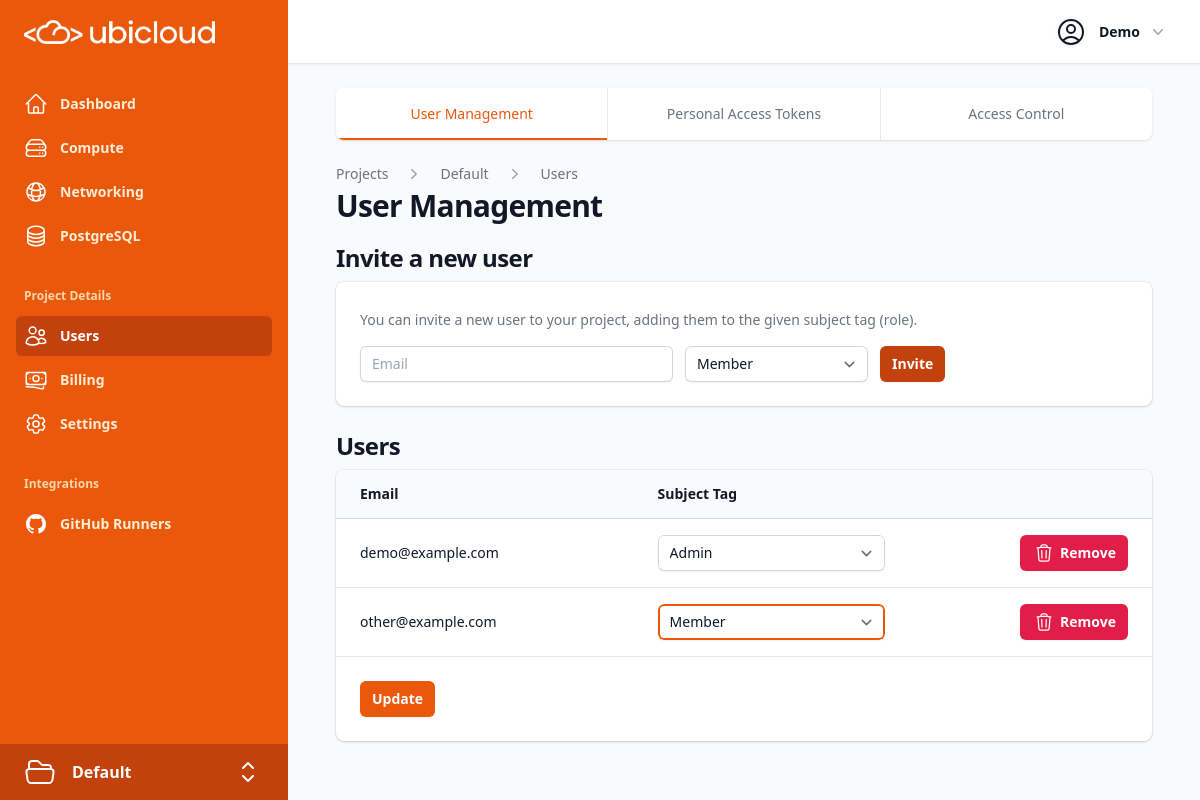 ubicloud
Demo
Dashboard
Compute
Networking
PostgreSQL
Project Details
Users
Billing
Settings
Integrations
GitHub Runners
Default
User Management
Personal Access Tokens
Access Control
Projects > Default > Users
User Management
Invite a new user
You can invite a new user to your project, adding them to the given subject tag (role).
Email
Member
Invite
Users
Email Subject Tag
demo@example.com Admin Remove
other@example.com Member Remove
Update